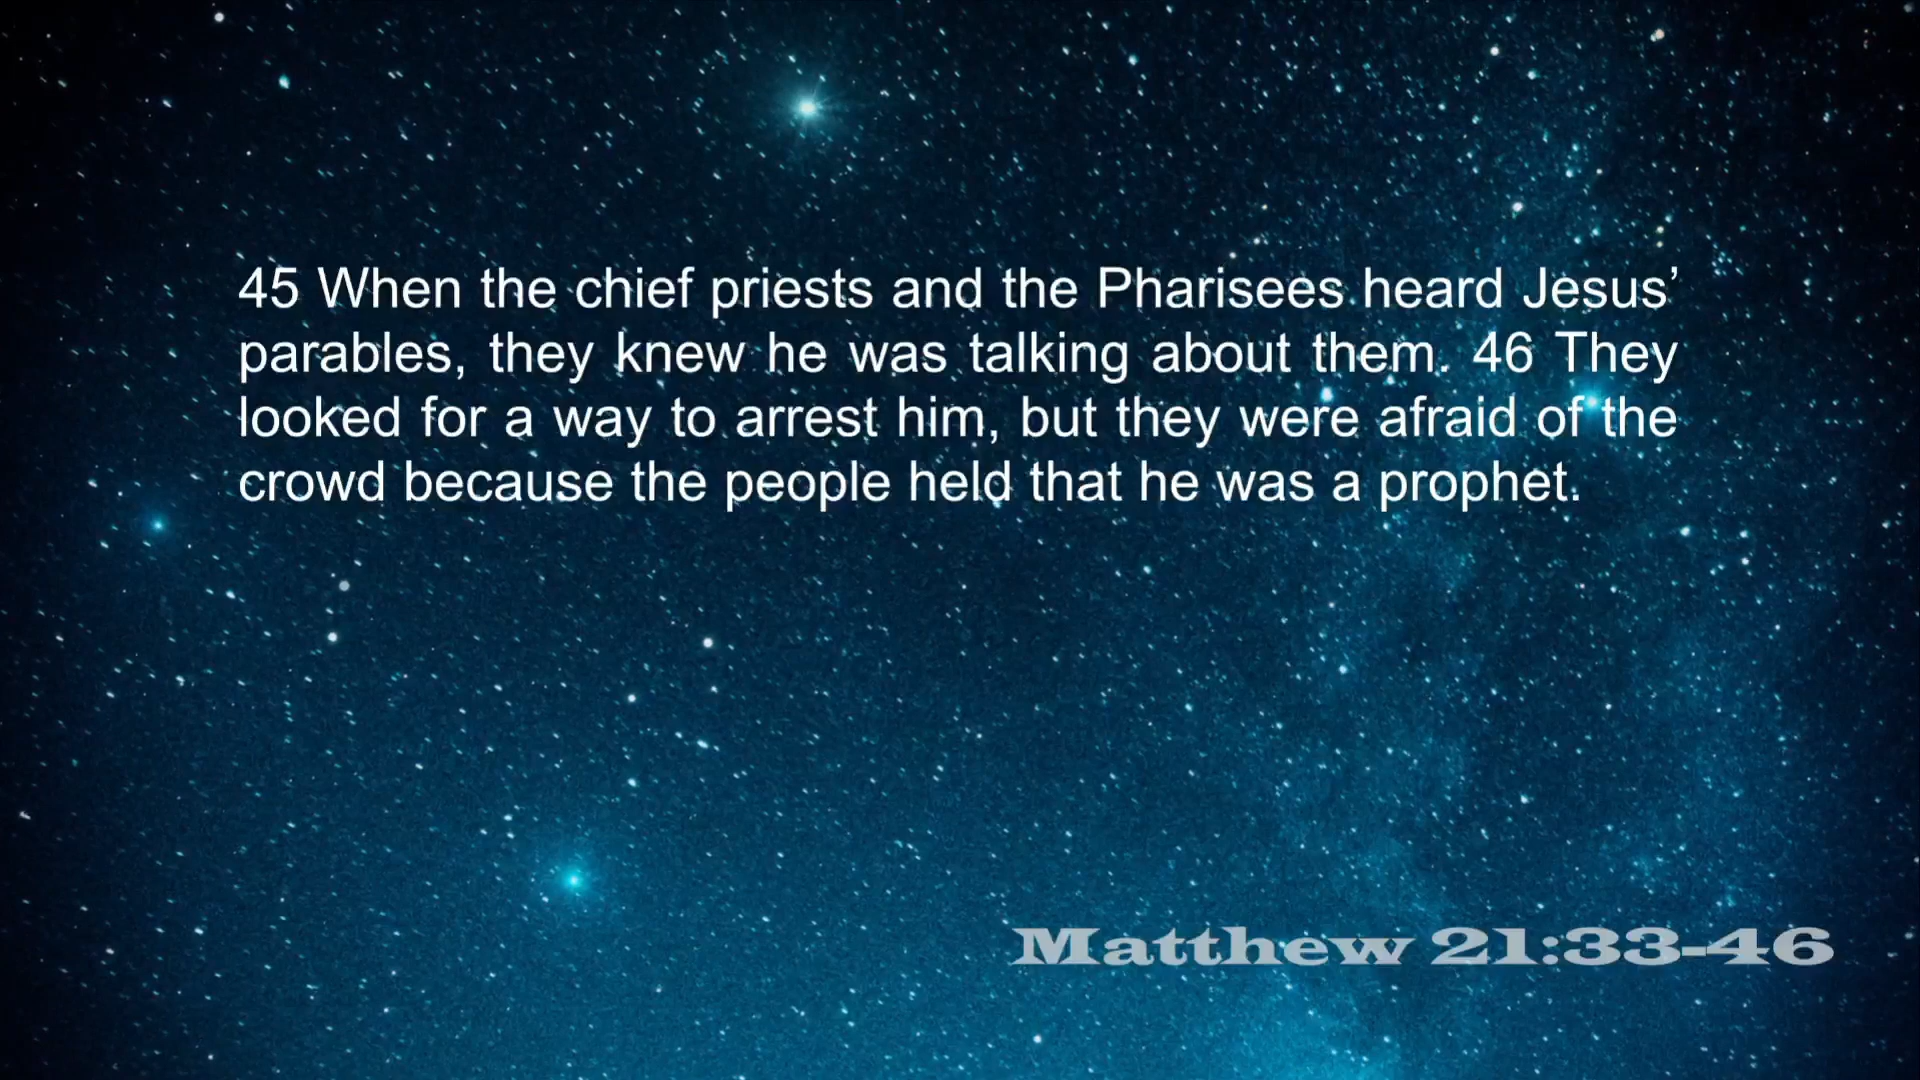 45 When the chief priests and the Pharisees heard Jesus’
parables, they knew he was talking about them. 46 They
looked for a way to arrest him, but they were afraid of the
crowd because the people held that he was a prophet.
Matthew 21:33-46